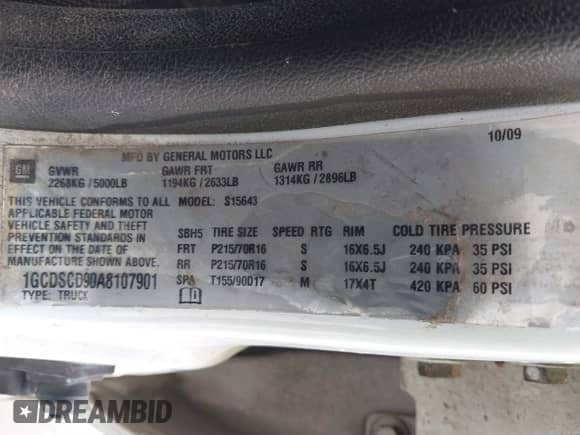 10/09
MFD BY GENERAL MOTORS LLC
GM GVWR GAWR FRT GAWR RR
2268KG / 5000LB 1194KG / 2633LB 1314KG / 2896LB
THIS VEHICLE CONFORMS TO ALL MODEL: S15643
APPLICABLE FEDERAL MOTOR
VEHICLE SAFETY AND THEFT
PREVENTION STANDARDS IN
EFFECT ON THE DATE OF
MANUFACTURE SHOWN ABOVE.
1GCDSCD90A8107901
TYPE: TRUCK
SBH5 TIRE SIZE SPEED RTG RIM COLD TIRE PRESSURE
FRT P215/70R16 S 16X6.5J 240 KPA 35 PSI
RR P215/70R16 S 16X6.5J 240 KPA 35 PSI
SPA T155/90D17 M 17X4T 420 KPA 60 PSI
DREAMBID